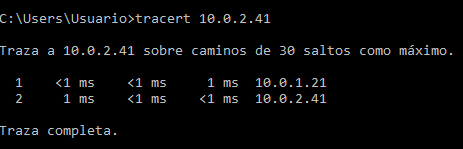 C:\Users\Usuario>tracert 10.0.2.41
Traza a 10.0.2.41 sobre caminos de 30 saltos como máximo.
1 <1 ms <1 ms 1 ms 10.0.1.21
2 1 ms <1 ms <1 ms 10.0.2.41
Traza completa.